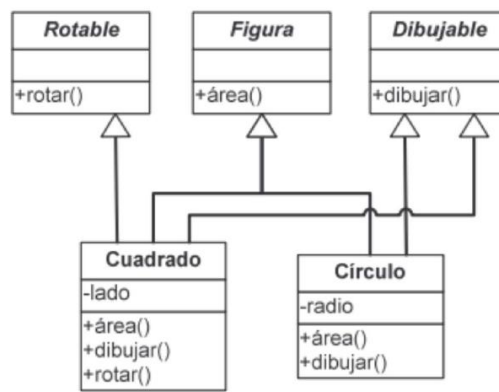 Rotable
+rotar()
Figura
+área()
Dibujable
+dibujar()
Cuadrado
-lado
+área()
+dibujar()
+rotar()
Círculo
-radio
+área()
+dibujar()